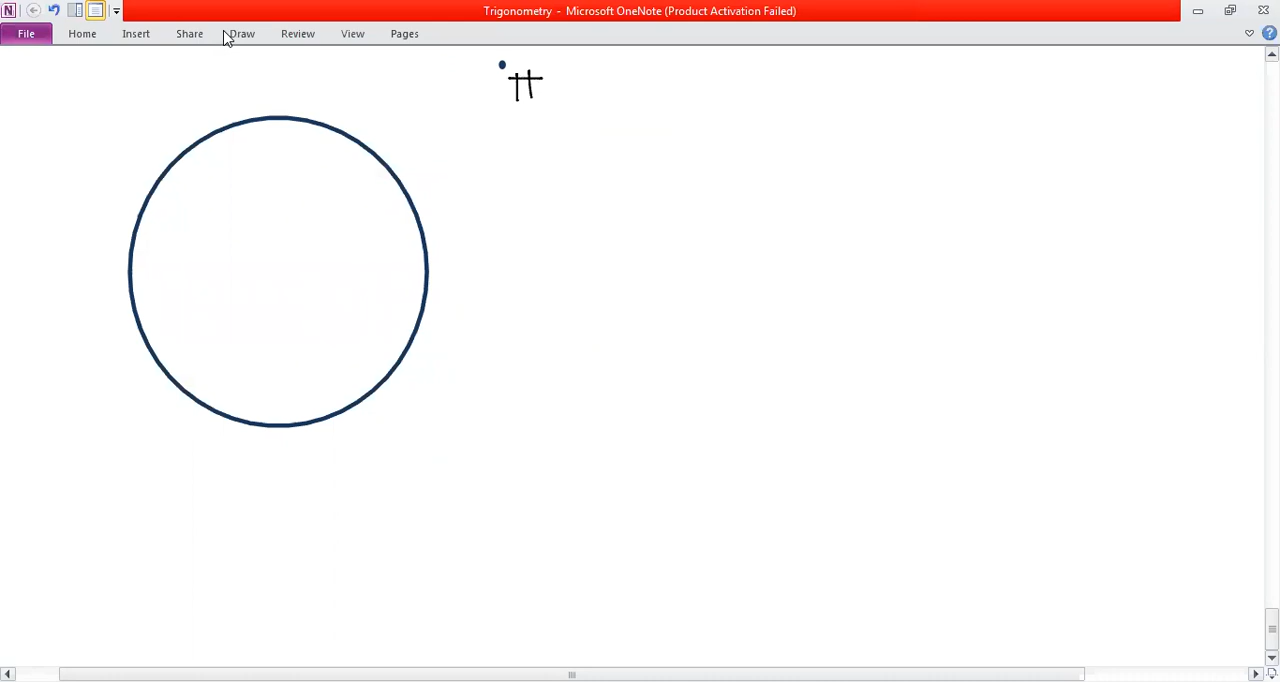 Trigonometry - Microsoft OneNote (Product Activation Failed)
File Home Insert Share Draw Review View Pages
π